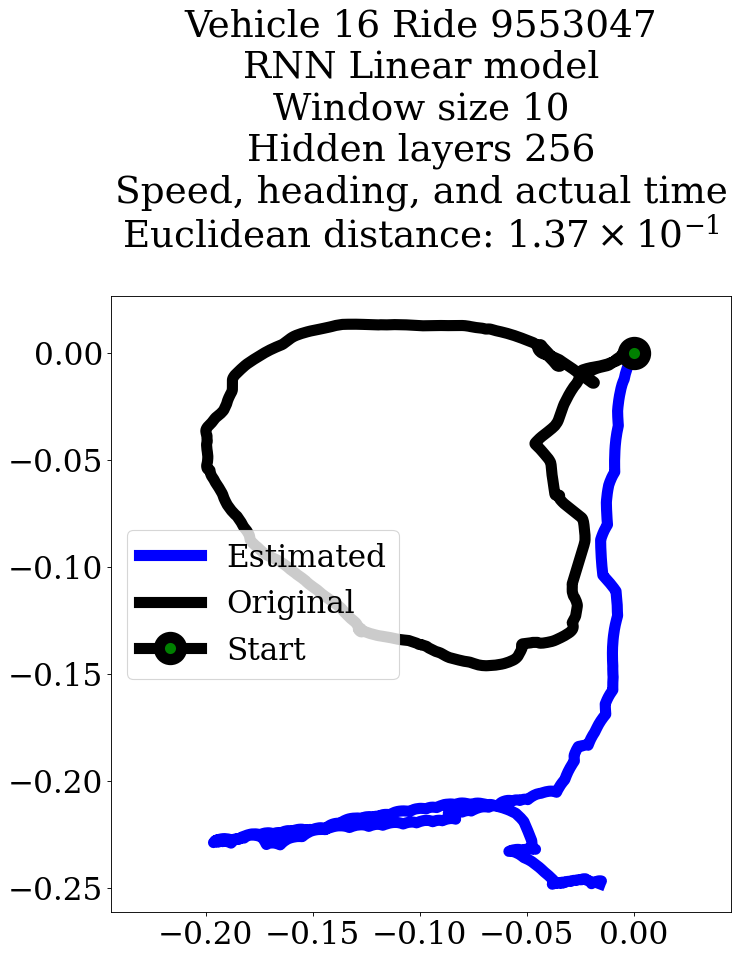 Vehicle 16 Ride 9553047
RNN Linear model
Window size 10
Hidden layers 256
Speed, heading, and actual time
Euclidean distance: 1.37 × 10⁻¹
0.00
−0.05
−0.10
−0.15
−0.20
−0.25
Estimated
Original
Start
−0.20 −0.15 −0.10 −0.05 0.00